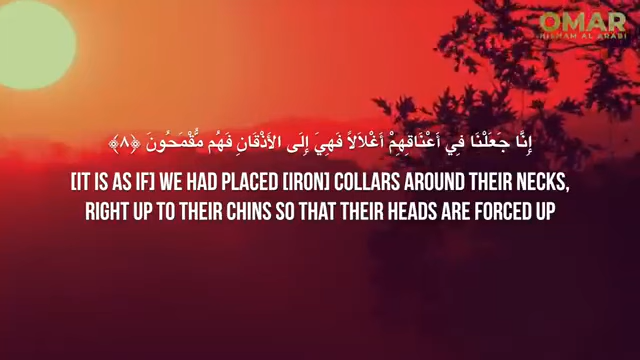 OMAR
HISHAM AL ARABI
إِنَّا جَعَلْنَا فِي أَعْنَاقِهِمْ أَغْلَالًا فَهِيَ إِلَى الأَذْقَانِ فَهُم مُّقْمَحُونَ ﴿٨﴾
[IT IS AS IF] WE HAD PLACED [IRON] COLLARS AROUND THEIR NECKS,
RIGHT UP TO THEIR CHINS SO THAT THEIR HEADS ARE FORCED UP